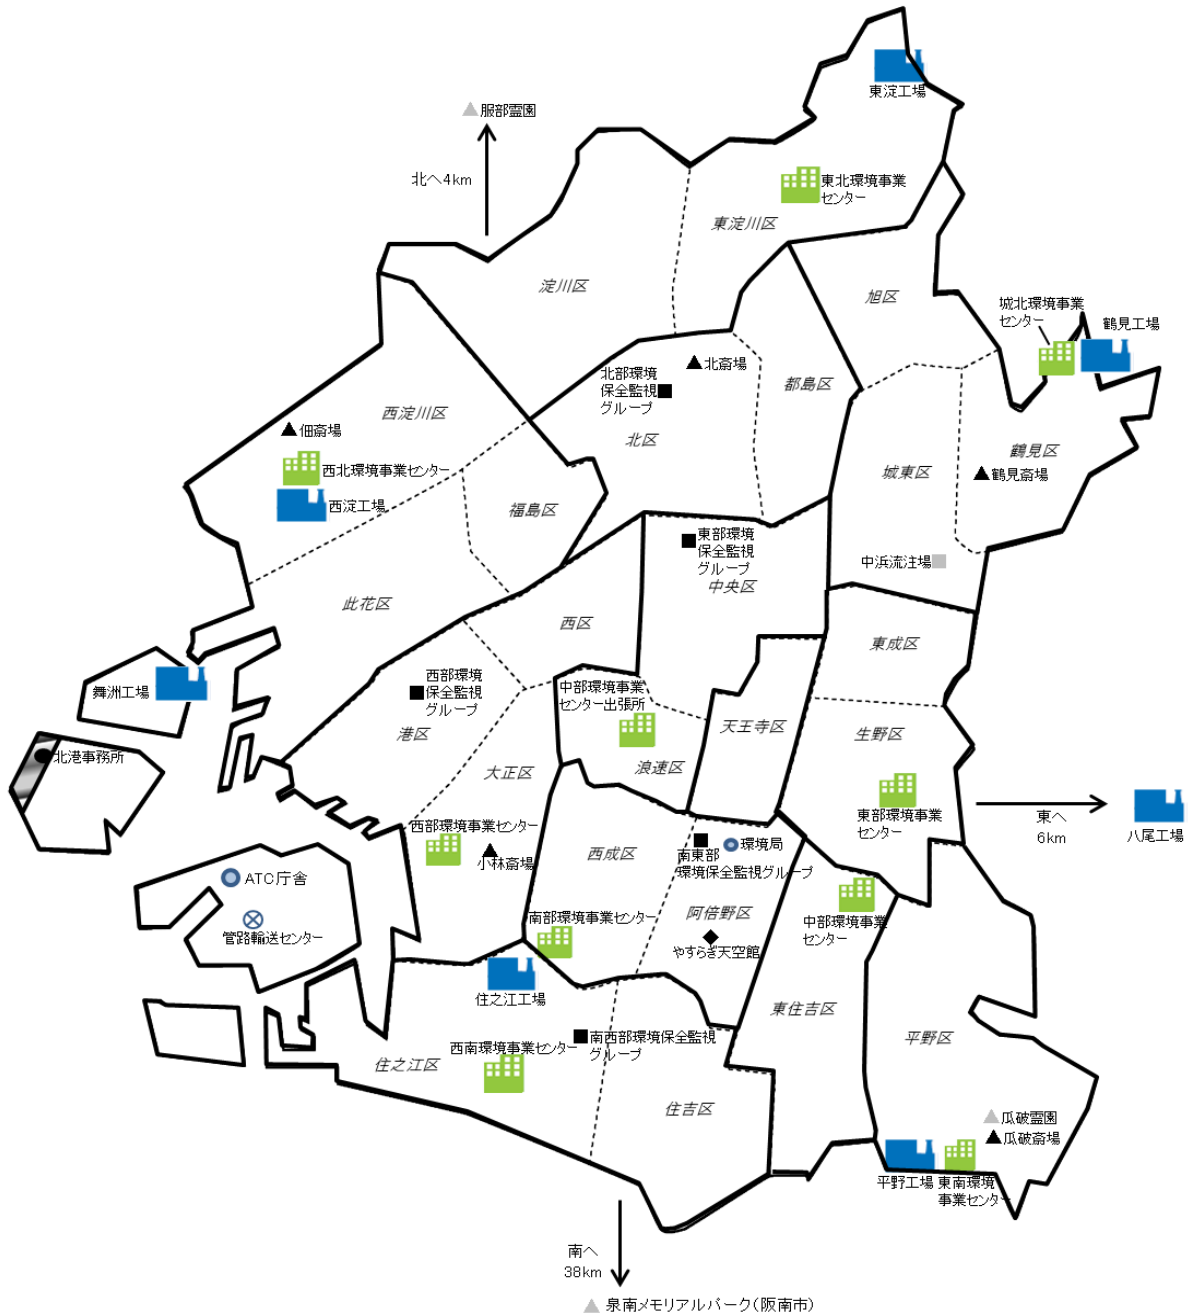 東淀工場
服部霊園
北へ4km
東北環境事業
センター
東淀川区
淀川区
旭区
城北環境事業
センター
鶴見工場
北部環境
保全監視
グループ
北斎場
都島区
西淀川区
佃斎場
北区
鶴見区
城東区
鶴見斎場
西北環境事業センター
西淀工場
福島区
東部環境
保全監視
グループ
中浜流注場
中央区
此花区
西区
東成区
舞洲工場
西部環境
保全監視
グループ
中部環境事業
センター出張所
港区
天王寺区
生野区
北港事務所
大正区
浪速区
東部環境事業
センター
東へ
6km
八尾工場
西部環境事業センター
小林斎場
西成区
環境局
南東部
環境保全監視グループ
ATC庁舎
管路輸送センター
南部環境事業センター
阿倍野区
やすらぎ天空館
中部環境事業
センター
住之江工場
東住吉区
平野区
南西部環境保全監視
グループ
西南環境事業センター
住之江区
住吉区
瓜破霊園
瓜破斎場
平野工場
東南環境
事業センター
南へ
38km
泉南メモリアルパーク(阪南市)